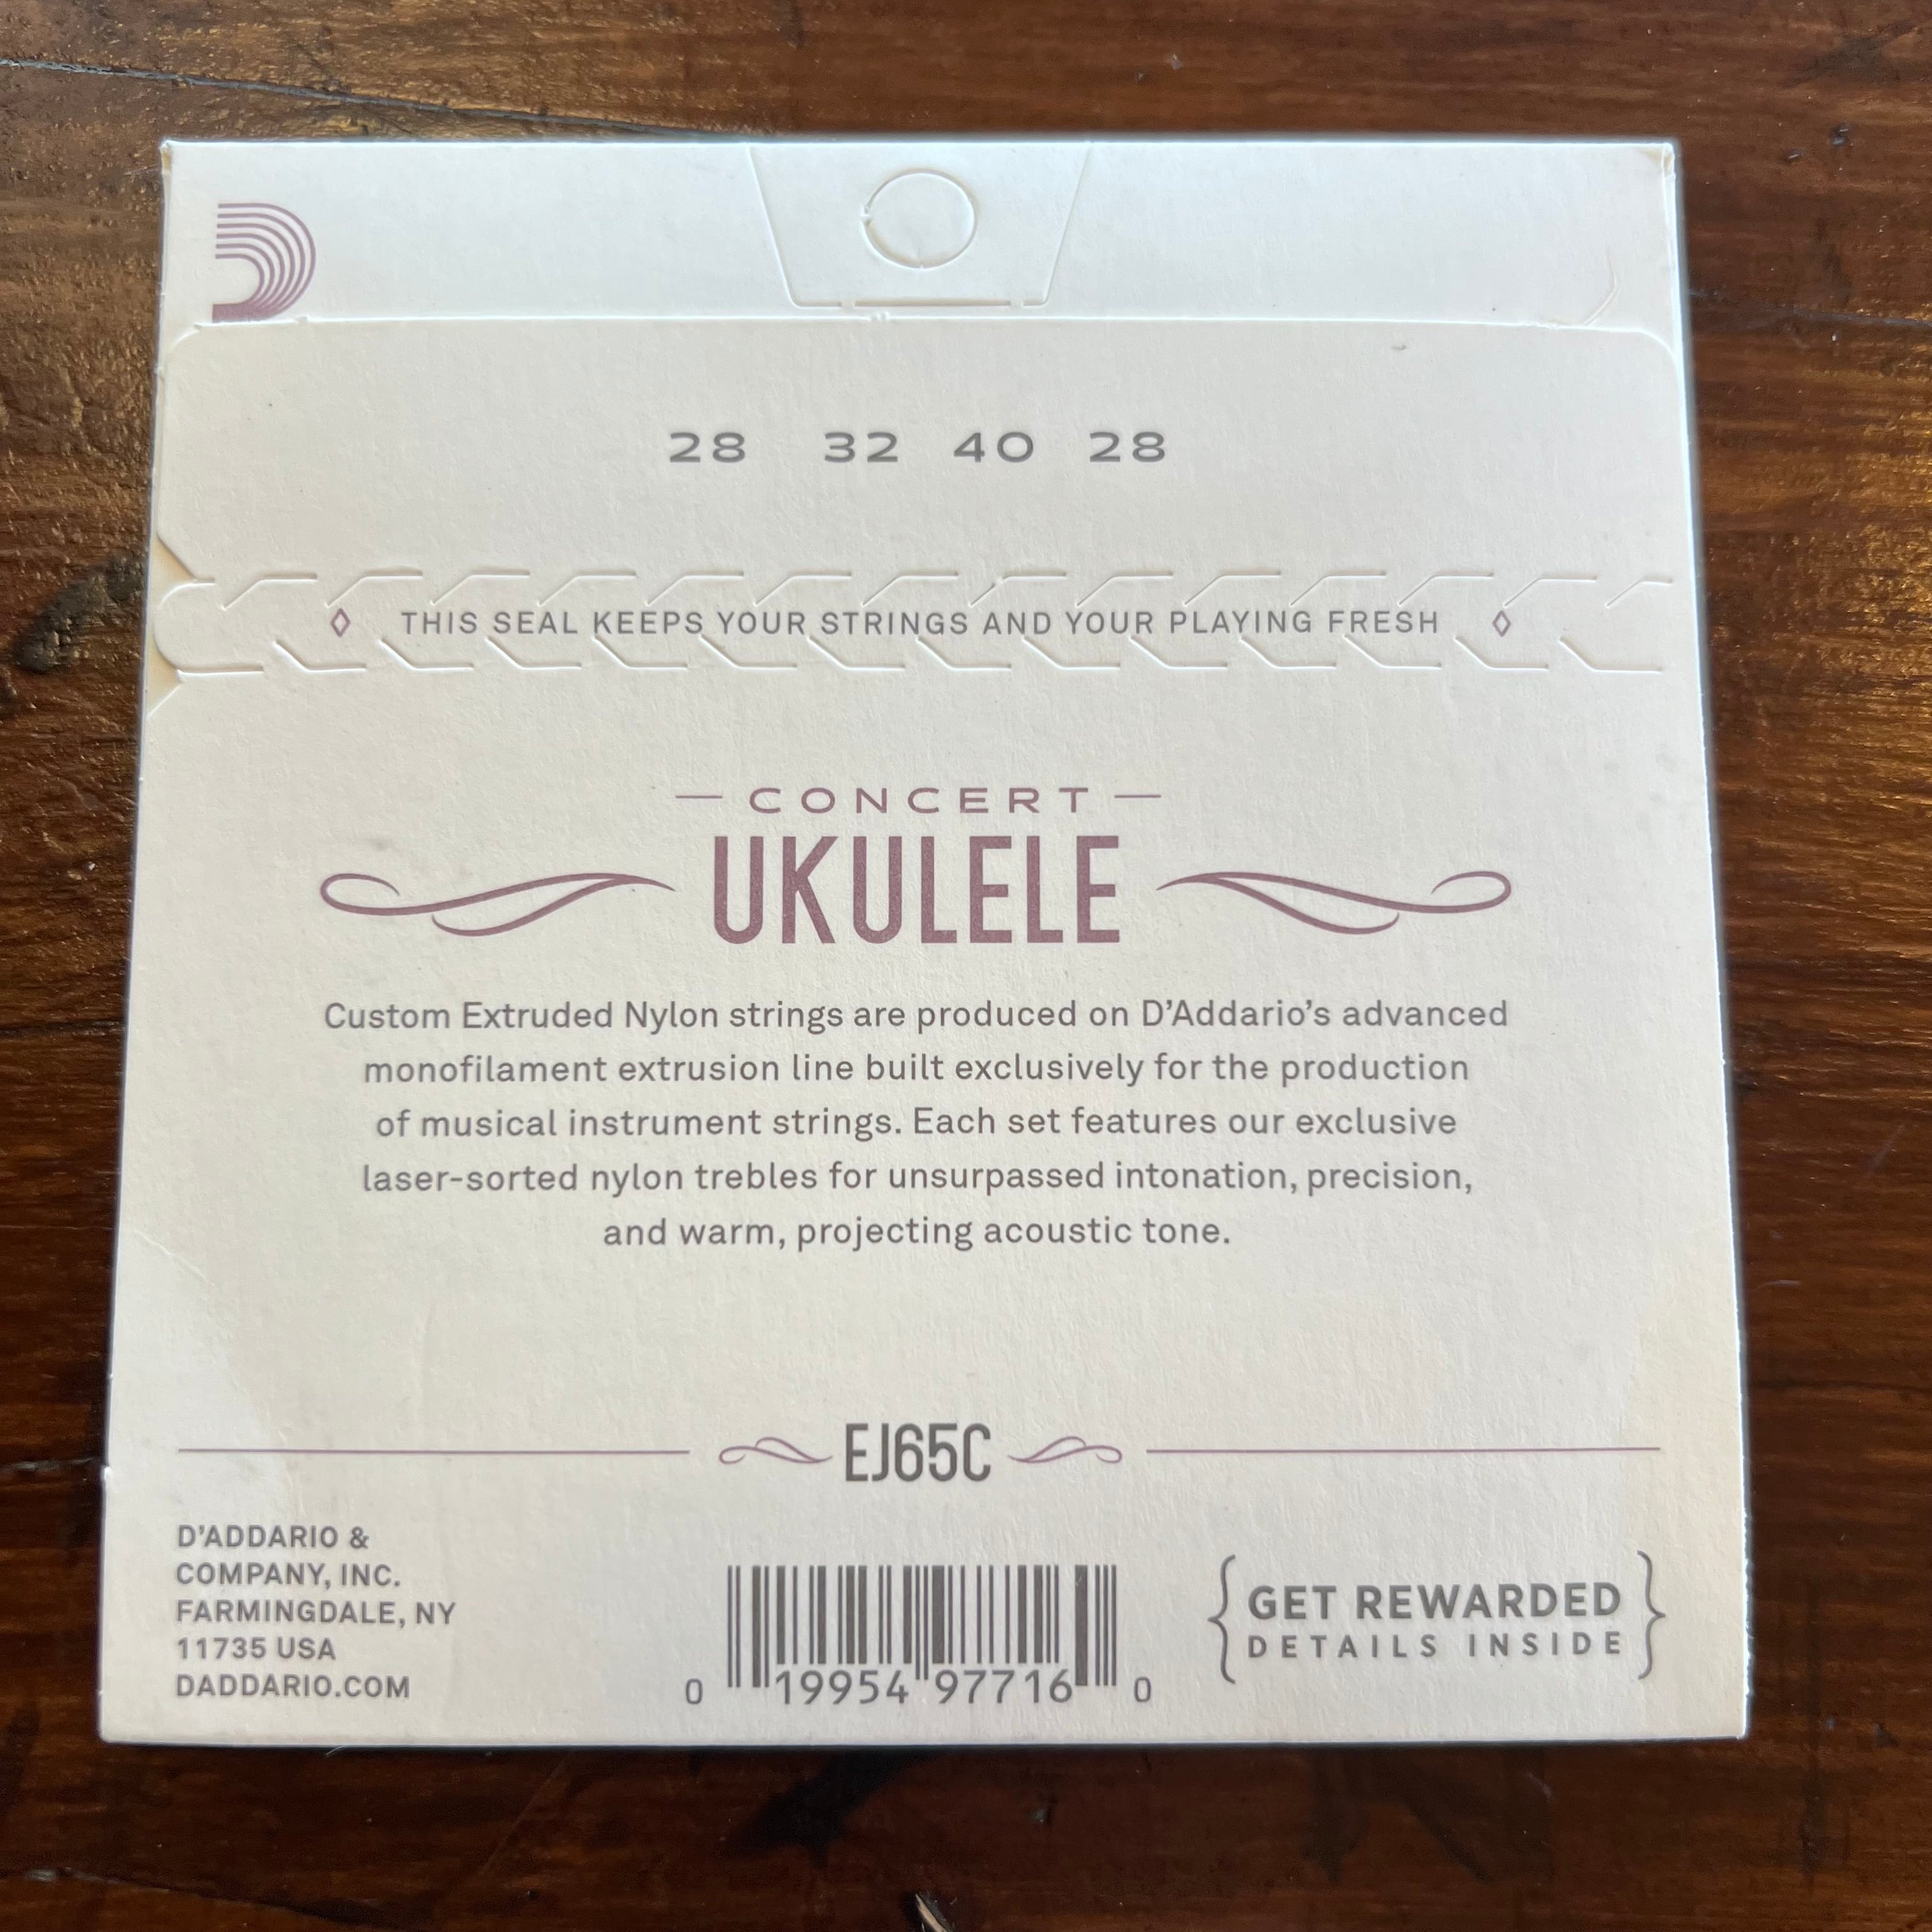 28 32 40 28
THIS SEAL KEEPS YOUR STRINGS AND YOUR PLAYING FRESH
CONCERT
UKULELE
Custom Extruded Nylon strings are produced on D’Addario’s advanced
monofilament extrusion line built exclusively for the production
of musical instrument strings. Each set features our exclusive
laser-sorted nylon trebles for unsurpassed intonation, precision,
and warm, projecting acoustic tone.
EJ65C
D’ADDARIO &
COMPANY, INC.
FARMINGDALE, NY
11735 USA
DADDARIO.COM
0 19954 97716 0
GET REWARDED
DETAILS INSIDE